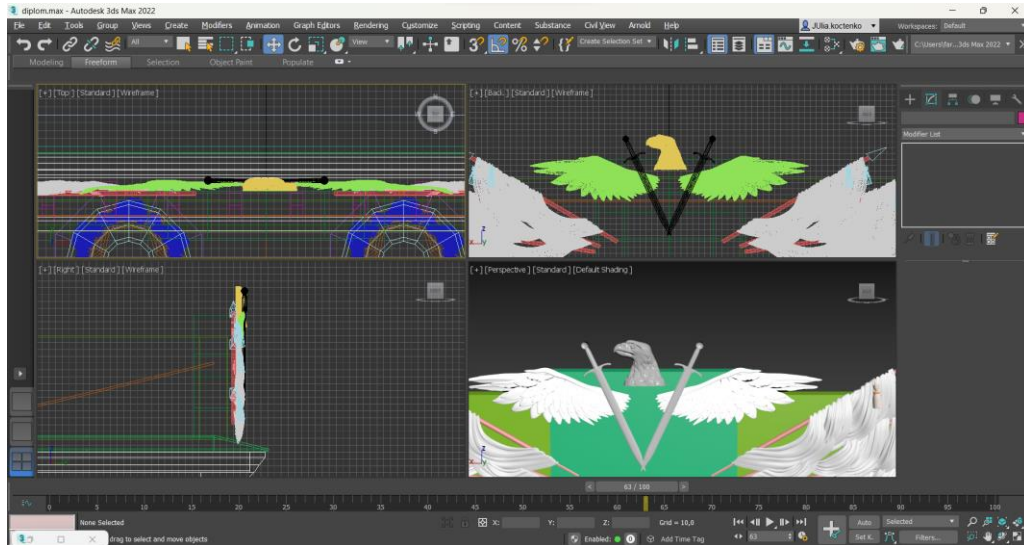 diplom.max - Autodesk 3ds Max 2022
File Edit Tools Group Views Create Modifiers Animation Graph Editors Rendering Customize Scripting Content Substance Civil View Arnold Help JUlia koctenko Workspaces: Default
All View Create Selection Set C:\Users\far...3ds Max 2022
Modeling Freeform Selection Object Paint Populate
[+] [Top ] [Standard ] [Wireframe ]
[+] [Back ] [Standard ] [Wireframe ]
Modifier List
[+] [Right ] [Standard ] [Wireframe ]
[+] [Perspective ] [Standard ] [Default Shading ]
63 / 100
0 5 10 15 20 25 30 35 40 45 50 55 60 65 70 75 80 85 90 95 100
None Selected X: Y: Z: Grid = 10,0 Auto Selected
drag to select and move objects Enabled: 0 Add Time Tag 63 Set K. Filters...